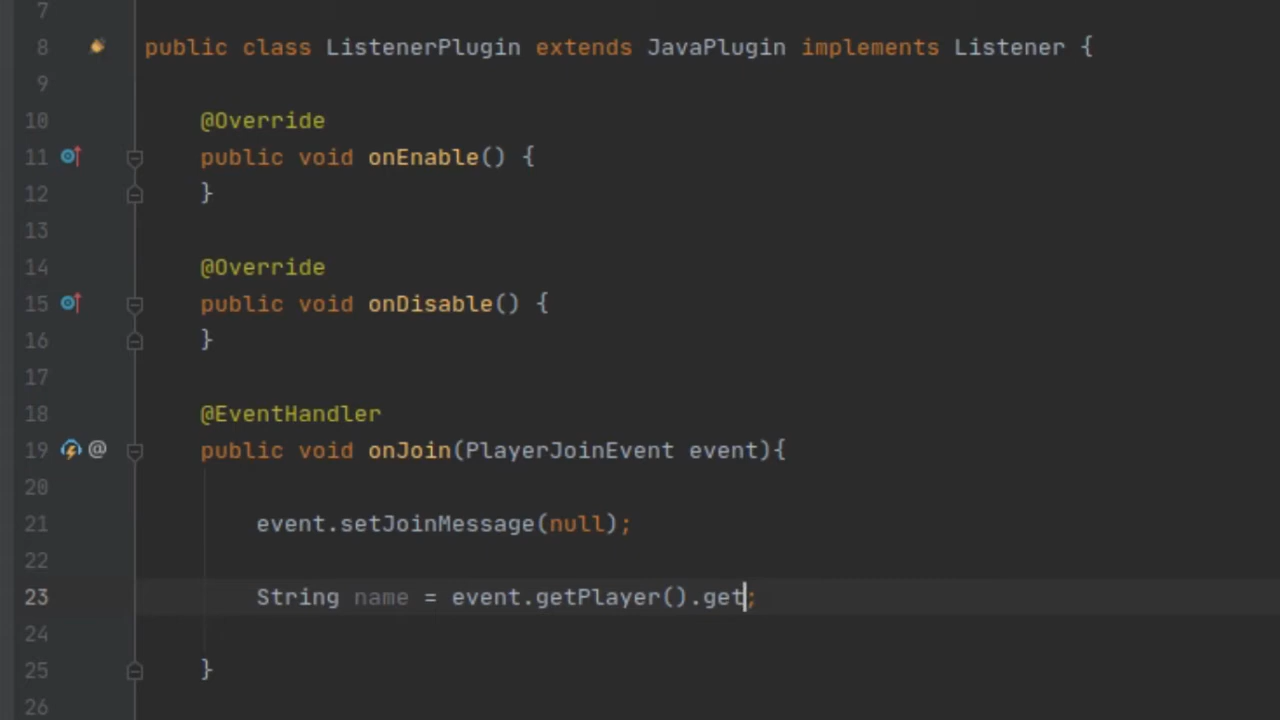 7
8 public class ListenerPlugin extends JavaPlugin implements Listener {
9
10 @Override
11 public void onEnable() {
12 }
13
14 @Override
15 public void onDisable() {
16 }
17
18 @EventHandler
19 @ public void onJoin(PlayerJoinEvent event){
20
21 event.setJoinMessage(null);
22
23 String name = event.getPlayer().get;
24
25 }
26